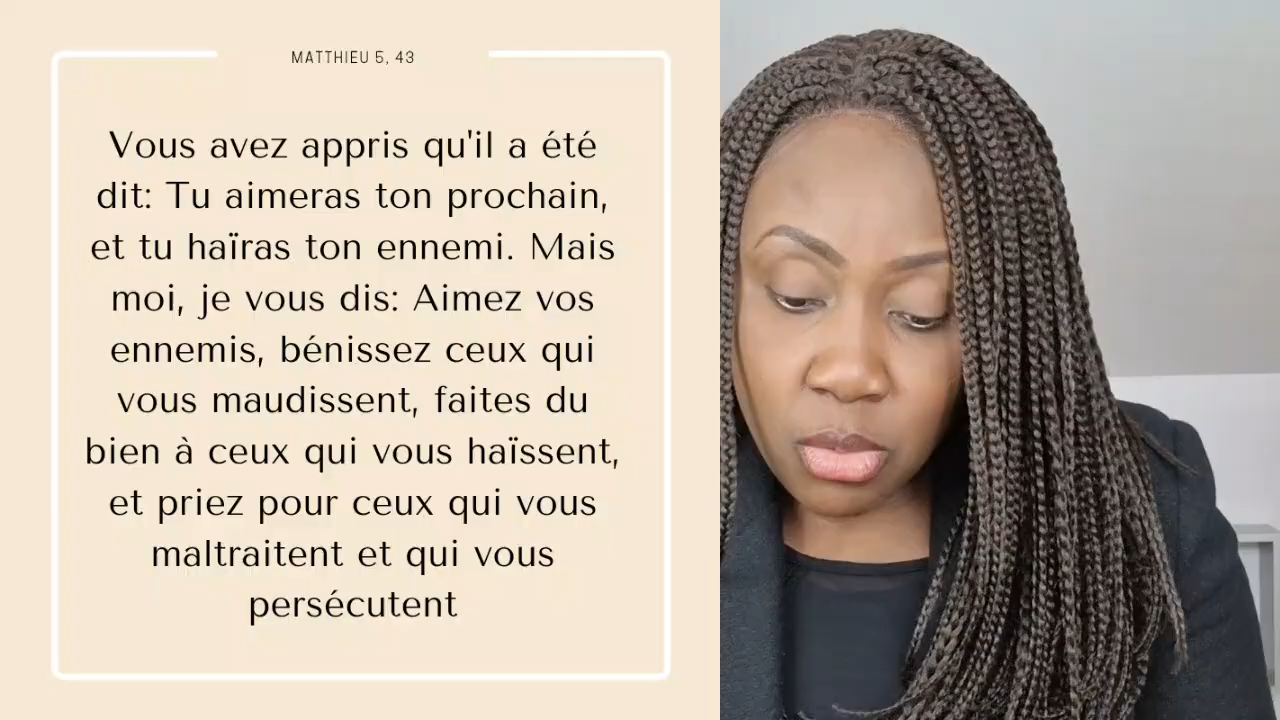 MATTHIEU 5, 43
Vous avez appris qu'il a été
dit: Tu aimeras ton prochain,
et tu haïras ton ennemi. Mais
moi, je vous dis: Aimez vos
ennemis, bénissez ceux qui
vous maudissent, faites du
bien à ceux qui vous haïssent,
et priez pour ceux qui vous
maltraitent et qui vous
persécutent